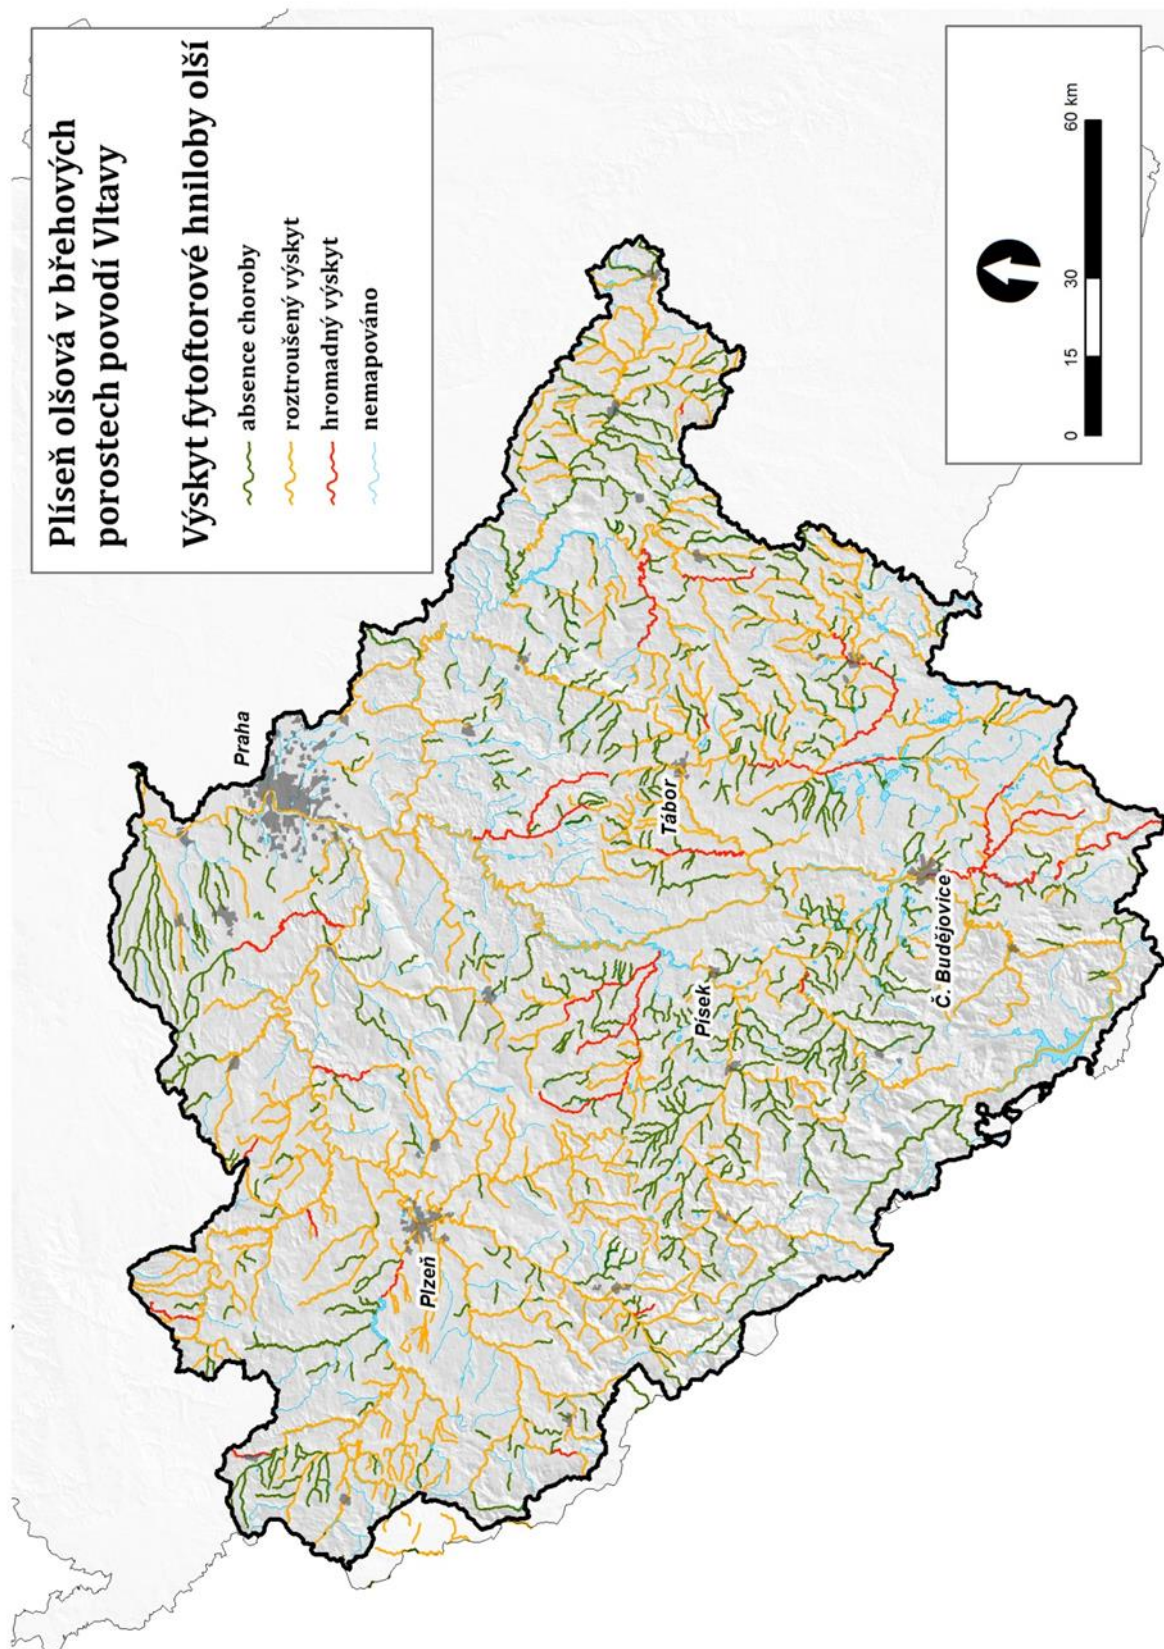 Plíseň olšová v břehových
porostech povodí Vltavy
Výskyt fytoftorové hniloby olší
absence choroby
roztroušený výskyt
hromadný výskyt
nemapováno
Praha
Plzeň
Tábor
Písek
Č. Budějovice
0 15 30 60 km